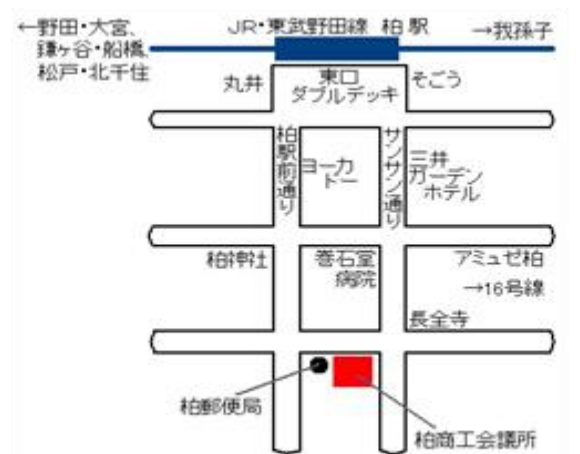 ←野田・大宮、
鎌ヶ谷・船橋、
松戸・北千住
JR・東武野田線 柏駅
→我孫子
丸井
東口
ダブルデッキ
そごう
柏駅前通り
ヨーカ
ドー
サンサン通り
三井
ガーデン
ホテル
柏神社
巻石堂
病院
アミュゼ柏
→16号線
長全寺
柏郵便局
柏商工会議所